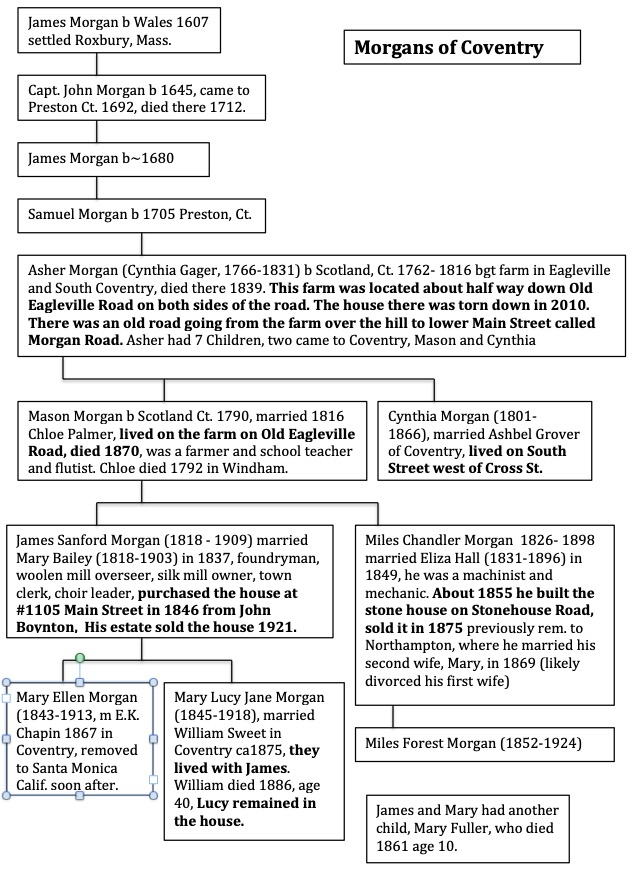 James Morgan b Wales 1607
settled Roxbury, Mass.
Morgans of Coventry
Capt. John Morgan b 1645, came to
Preston Ct. 1692, died there 1712.
James Morgan b~1680
Samuel Morgan b 1705 Preston, Ct.
Asher Morgan (Cynthia Gager, 1766-1831) b Scotland, Ct. 1762- 1816 bgt farm in Eagleville
and South Coventry, died there 1839. This farm was located about half way down Old
Eagleville Road on both sides of the road. The house there was torn down in 2010.
There was an old road going from the farm over the hill to lower Main Street called
Morgan Road. Asher had 7 Children, two came to Coventry, Mason and Cynthia
Mason Morgan b Scotland Ct. 1790, married 1816
Chloe Palmer, lived on the farm on Old Eagleville
Road, died 1870, was a farmer and school teacher
and flutist. Chloe died 1792 in Windham.
Cynthia Morgan (1801-
1866), married Ashbel Grover
of Coventry, lived on South
Street west of Cross St.
James Sanford Morgan (1818 - 1909) married
Mary Bailey (1818-1903) in 1837, foundryman,
woolen mill overseer, silk mill owner, town
clerk, choir leader, purchased the house at
#1105 Main Street in 1846 from John
Boynton, His estate sold the house 1921.
Miles Chandler Morgan 1826- 1898
married Eliza Hall (1831-1896) in
1849, he was a machinist and
mechanic. About 1855 he built the
stone house on Stonehouse Road,
sold it in 1875 previously rem. to
Northampton, where he married his
second wife, Mary, in 1869 (likely
divorced his first wife)
Mary Ellen Morgan
(1843-1913, m E.K.
Chapin 1867 in
Coventry, removed
to Santa Monica
Calif. soon after.
Mary Lucy Jane Morgan
(1845-1918), married
William Sweet in
Coventry ca1875, they
lived with James.
William died 1886, age
40, Lucy remained in
the house.
Miles Forest Morgan (1852-1924)
James and Mary had another
child, Mary Fuller, who died
1861 age 10.